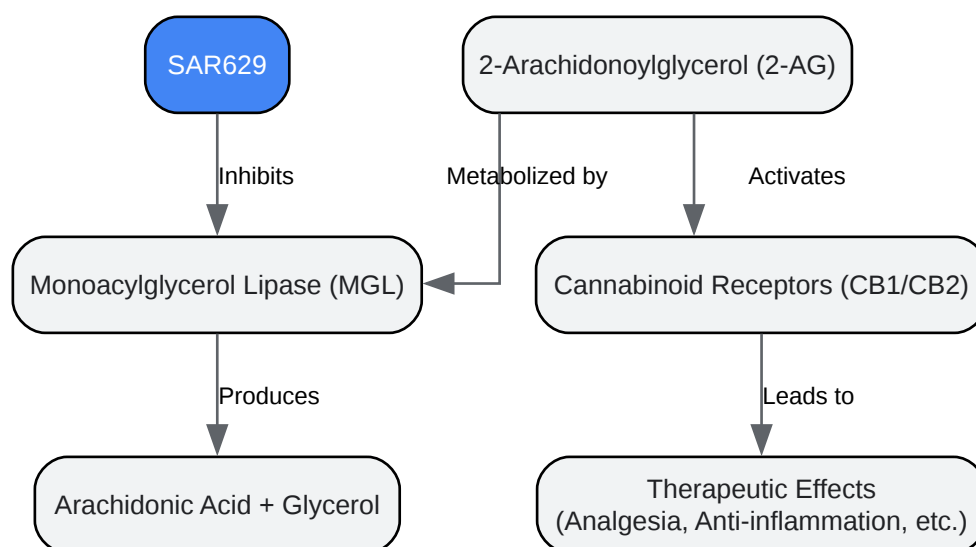 SAR629
2-Arachidonoylglycerol (2-AG)
Inhibits
Metabolized by
Activates
Monoacylglycerol Lipase (MGL)
Cannabinoid Receptors (CB1/CB2)
Produces
Leads to
Arachidonic Acid + Glycerol
Therapeutic Effects
(Analgesia, Anti-inflammation, etc.)